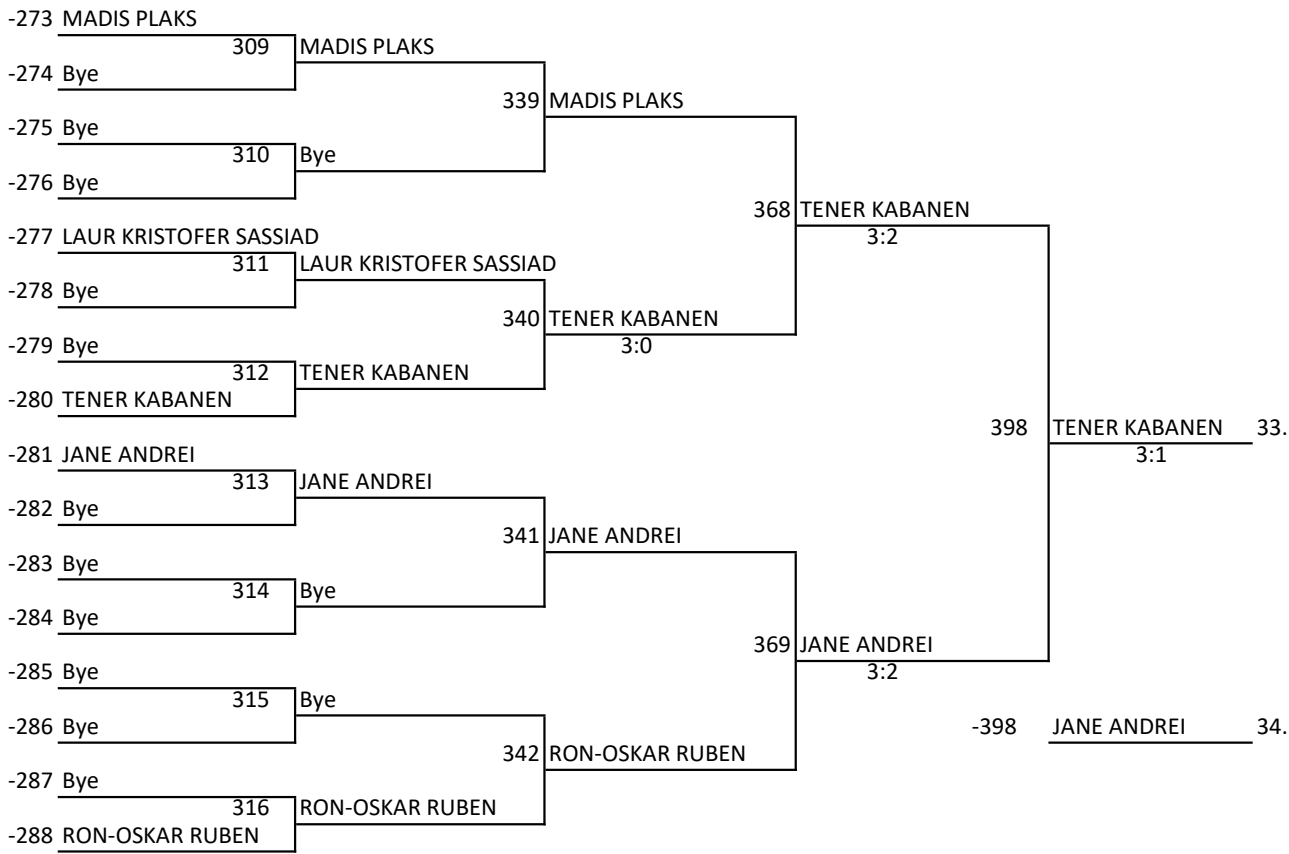 -273 MADIS PLAKS
309 MADIS PLAKS
-274 Bye
339 MADIS PLAKS
-275 Bye
310 Bye
-276 Bye
368 TENER KABANEN
3:2
-277 LAUR KRISTOFER SASSIAD
311 LAUR KRISTOFER SASSIAD
-278 Bye
340 TENER KABANEN
3:0
-279 Bye
312 TENER KABANEN
-280 TENER KABANEN
398 TENER KABANEN 33.
3:1
-281 JANE ANDREI
313 JANE ANDREI
-282 Bye
341 JANE ANDREI
-283 Bye
314 Bye
-284 Bye
369 JANE ANDREI
3:2
-285 Bye
315 Bye
-286 Bye
-398 JANE ANDREI 34.
342 RON-OSKAR RUBEN
-287 Bye
316 RON-OSKAR RUBEN
-288 RON-OSKAR RUBEN